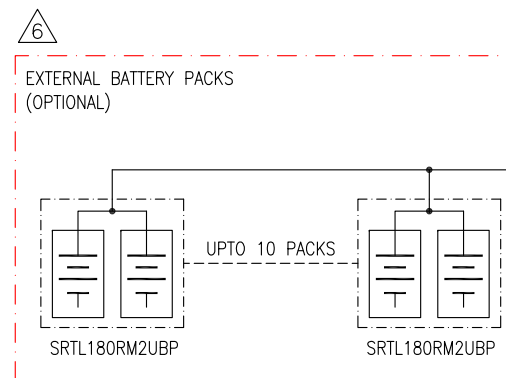 6
EXTERNAL BATTERY PACKS
(OPTIONAL)
UPTO 10 PACKS
SRTL180RM2UBP
SRTL180RM2UBP